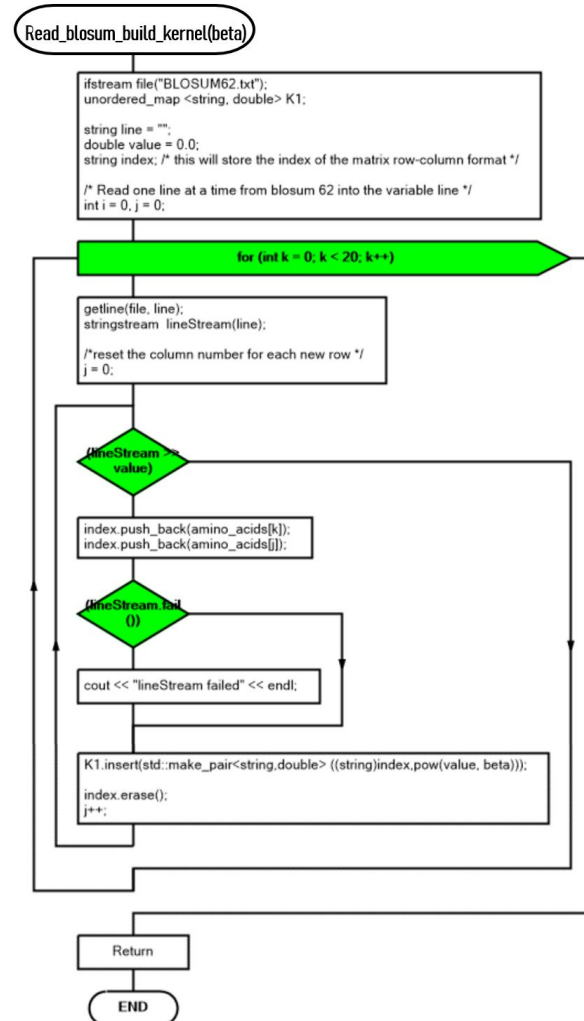 Read_blosum_build_kernel(beta)
ifstream file("BLOSUM62.txt");
unordered_map <string, double> K1;
string line = "";
double value = 0.0;
string index; /* this will store the index of the matrix row-column format */
/* Read one line at a time from blosum 62 into the variable line */
int i = 0, j = 0;
for (int k = 0; k < 20; k++)
getline(file, line);
stringstream lineStream(line);
/*reset the column number for each new row */
j = 0;
(lineStream >>
value)
index.push_back(amino_acids[k]);
index.push_back(amino_acids[j]);
(lineStream.fail
())
cout << "lineStream failed" << endl;
K1.insert(std::make_pair<string,double> ((string)index,pow(value, beta)));
index.erase();
j++;
Return
END